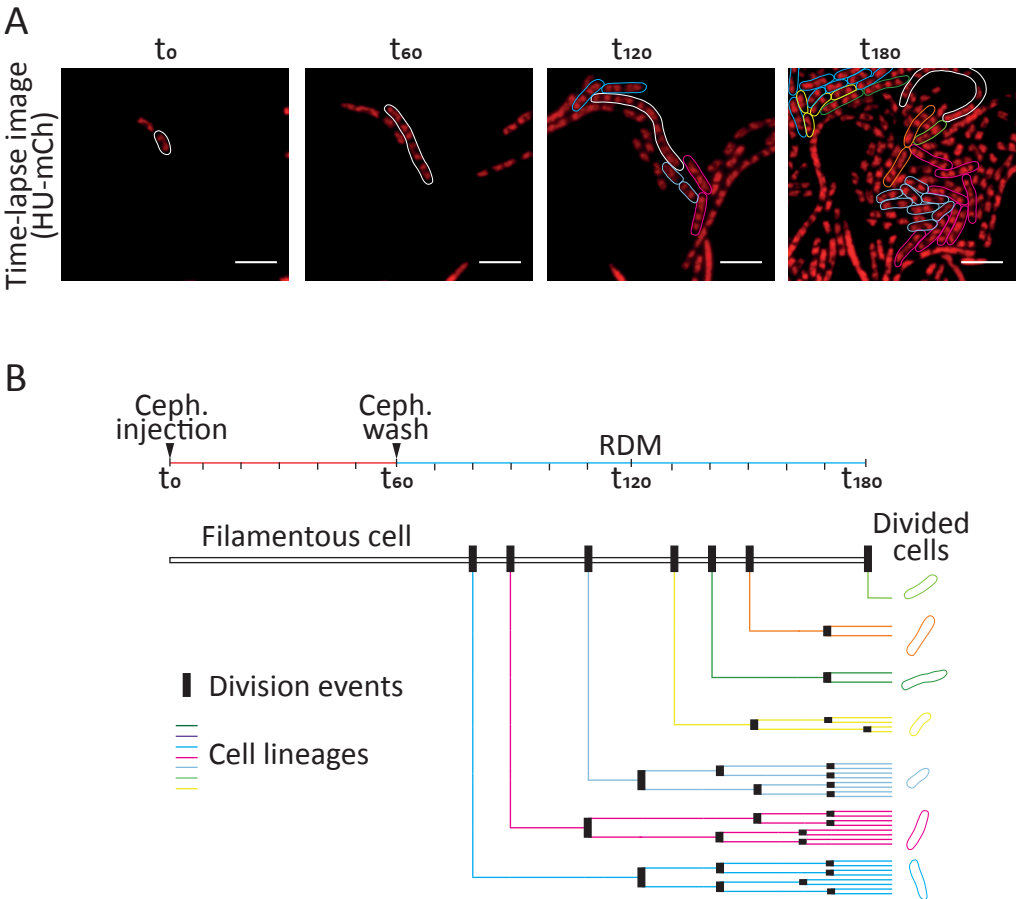 A
t₀ t₆₀ t₁₂₀ t₁₈₀
Time-lapse image
(HU-mCh)
B
Ceph.
injection
Ceph.
wash
RDM
t₀ t₆₀ t₁₂₀ t₁₈₀
Filamentous cell
Divided
cells
Division events
Cell lineages